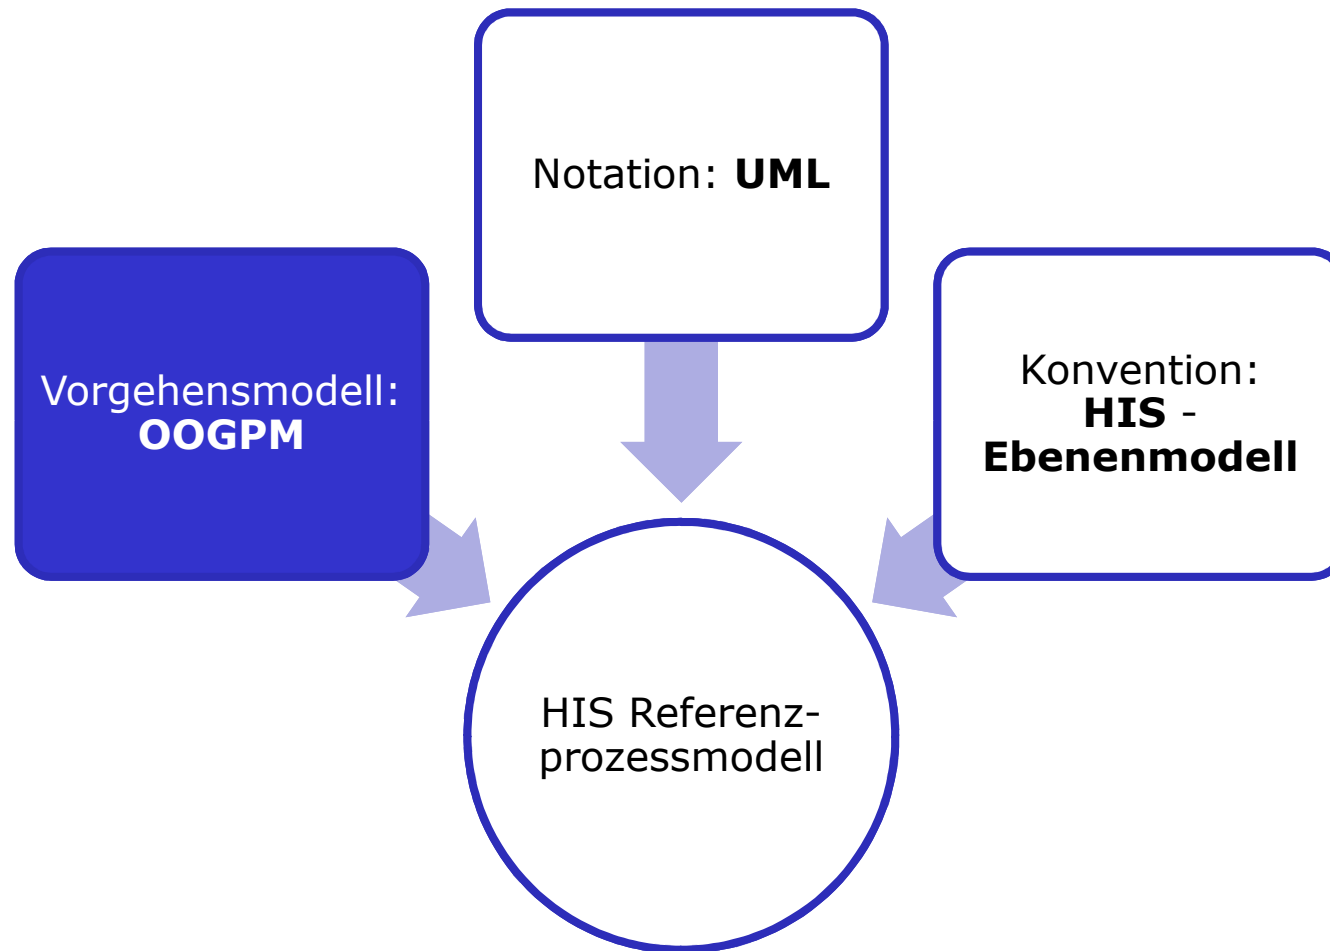 Notation: UML
Vorgehensmodell:
OOGPM
Konvention:
HIS -
Ebenenmodell
HIS Referenz-
prozessmodell